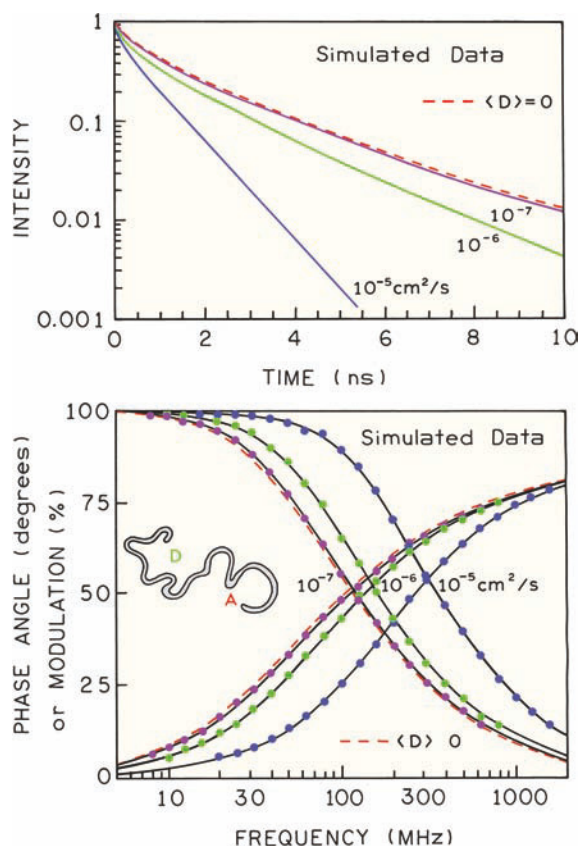 Simulated Data
⟨D⟩=0
INTENSITY
1
0.1
0.01
0.001
10⁻⁷
10⁻⁶
10⁻⁵cm²/s
0 2 4 6 8 10
TIME (ns)
Simulated Data
PHASE ANGLE (degrees)
or MODULATION (%)
100
75
50
25
0
D
A
10⁻⁷ 10⁻⁶ 10⁻⁵cm²/s
⟨D⟩ 0
10 30 100 300 1000
FREQUENCY (MHz)